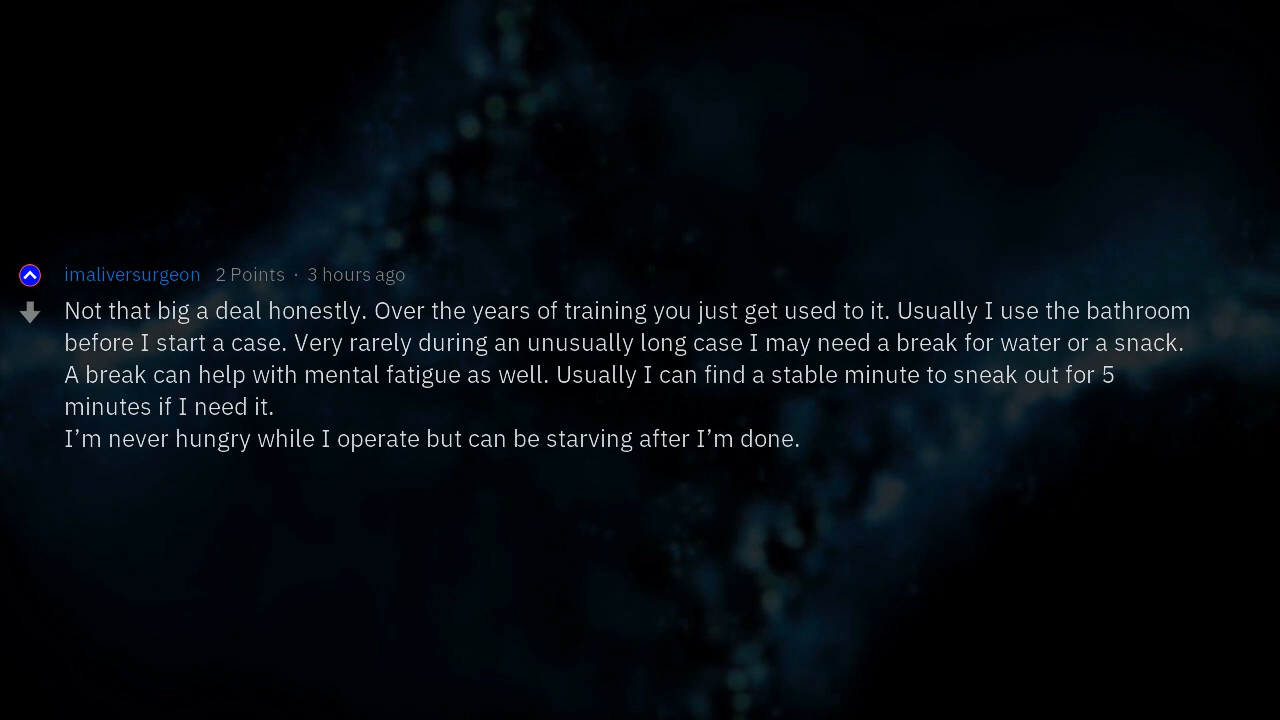 imaliversurgeon 2 Points · 3 hours ago
Not that big a deal honestly. Over the years of training you just get used to it. Usually I use the bathroom
before I start a case. Very rarely during an unusually long case I may need a break for water or a snack.
A break can help with mental fatigue as well. Usually I can find a stable minute to sneak out for 5
minutes if I need it.
I’m never hungry while I operate but can be starving after I’m done.